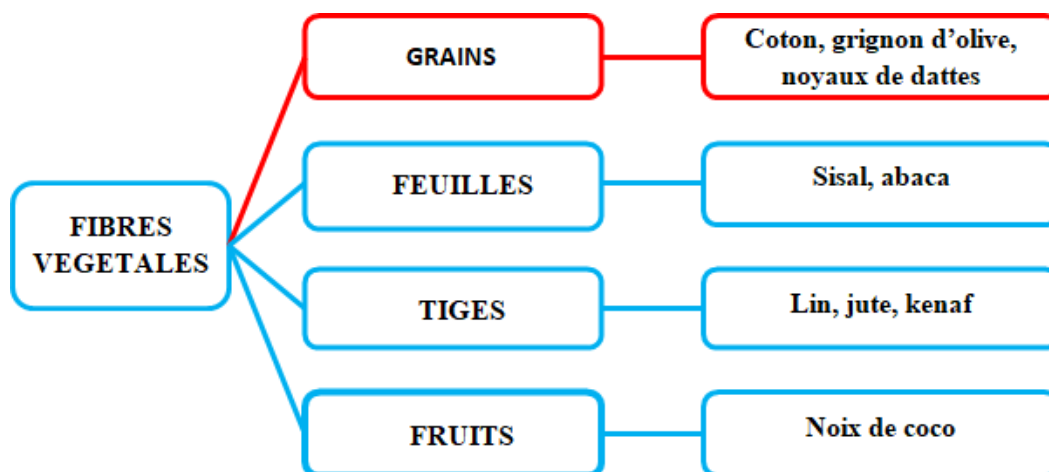 FIBRES
VEGETALES
GRAINS
Coton, grignon d’olive,
noyaux de dattes
FEUILLES
Sisal, abaca
TIGES
Lin, jute, kenaf
FRUITS
Noix de coco